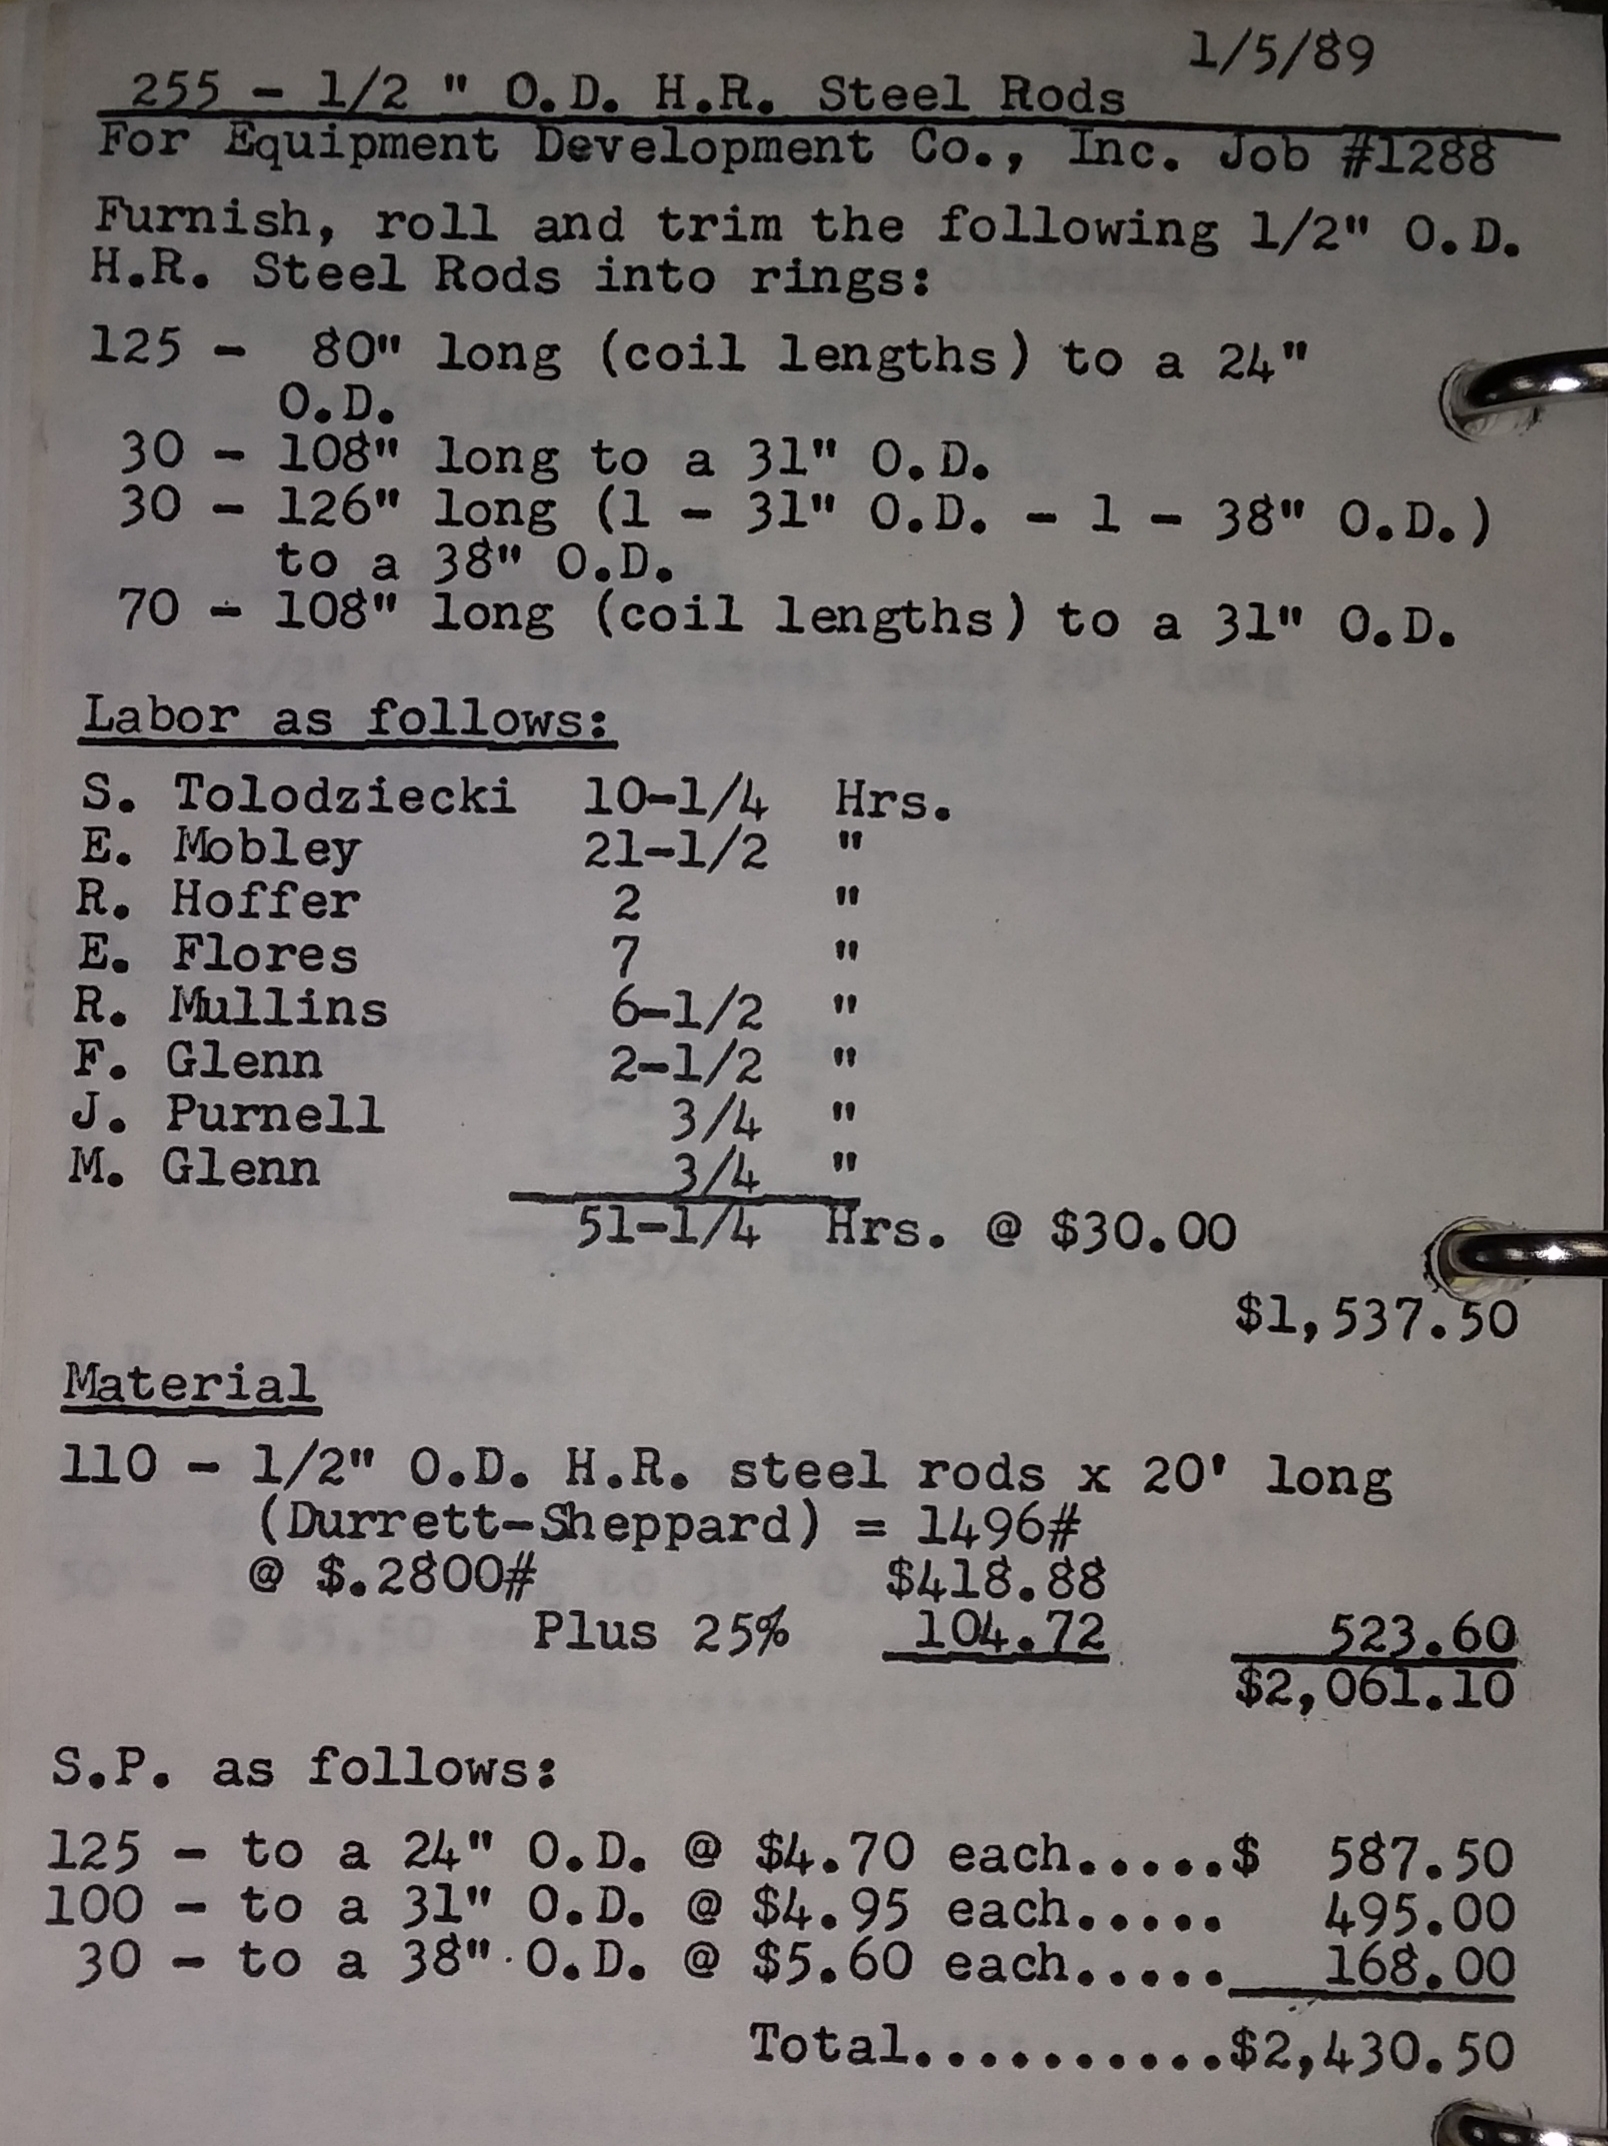 1/5/89
255 - 1/2 " O.D. H.R. Steel Rods
For Equipment Development Co., Inc. Job #1288
Furnish, roll and trim the following 1/2" O.D.
H.R. Steel Rods into rings:
125 - 80" long (coil lengths) to a 24"
O.D.
30 - 108" long to a 31" O.D.
30 - 126" long (1 - 31" O.D. - 1 - 38" O.D.)
to a 38" O.D.
70 - 108" long (coil lengths) to a 31" O.D.
Labor as follows:
S. Tolodziecki 10-1/4 Hrs.
E. Mobley 21-1/2 "
R. Hoffer 2 "
E. Flores 7 "
R. Mullins 6-1/2 "
F. Glenn 2-1/2 "
J. Purnell 3/4 "
M. Glenn 3/4 "
51-1/4 Hrs. @ $30.00
$1,537.50
Material
110 - 1/2" O.D. H.R. steel rods x 20' long
(Durrett-Sheppard) = 1496#
@ $.2800# $418.88
Plus 25% 104.72 523.60
$2,061.10
S.P. as follows:
125 - to a 24" O.D. @ $4.70 each.....$ 587.50
100 - to a 31" O.D. @ $4.95 each..... 495.00
30 - to a 38" O.D. @ $5.60 each..... 168.00
Total..........$2,430.50